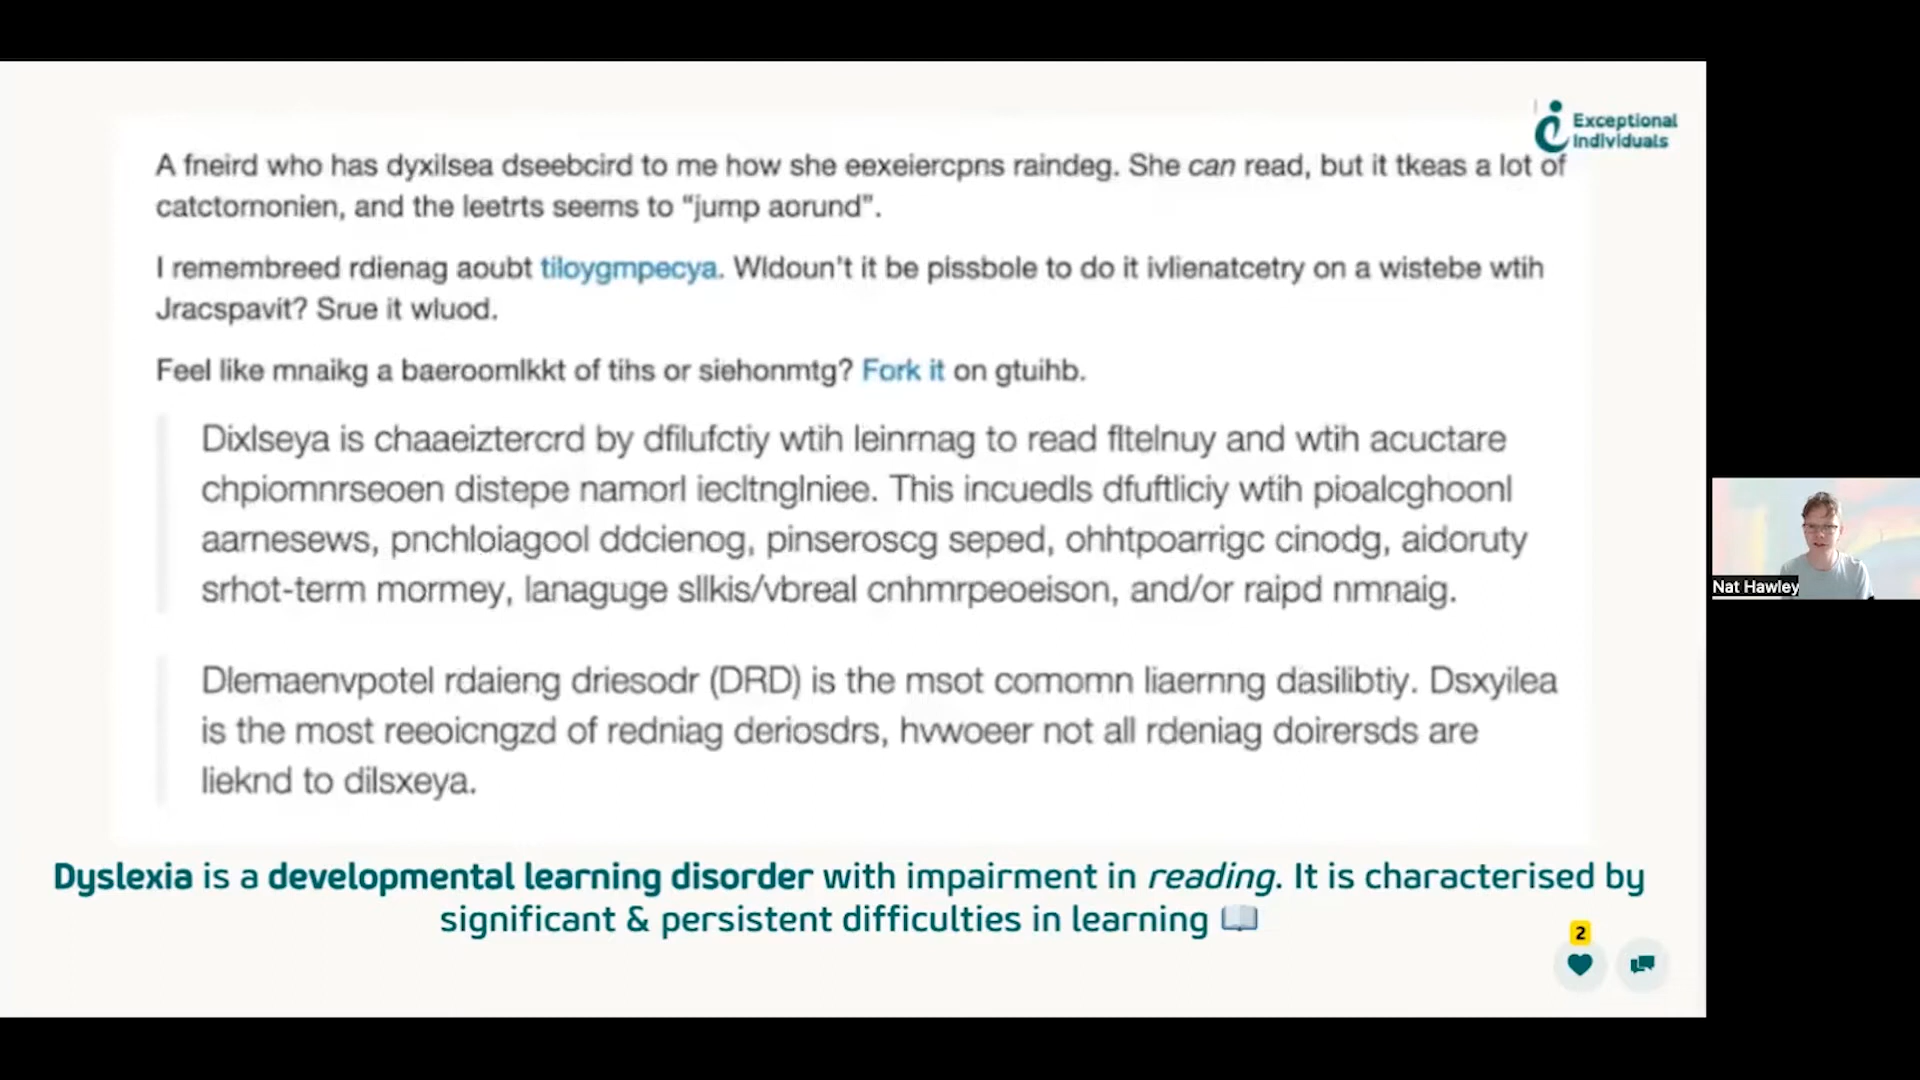 Exceptional
Individuals
A fneird who has dyxilsea dseebcird to me how she eexeiercpns raindeg. She can read, but it tkeas a lot of
catctornonien, and the leetrts seems to “jump aorund”.
I remembreed rdienag aoubt tiloygmpecya. Wldoun't it be pissbole to do it ivlienatcetry on a wistebe wtih
Jracspavit? Srue it wluod.
Feel like mnaikg a baeroomlkkt of tihs or siehonmtg? Fork it on gtuihb.
Dixlseya is chaaeiztercrd by dfilufctiy wtih leinrnag to read fltelnuy and wtih acuctare
chpiomnrseoen distepe namorl iecltnglniee. This incuedls dfuftliciy wtih pioalcghoonl
aarnesews, pnchloiagool ddcienog, pinseroscg seped, ohhtpoarrigc cinodg, aidoruty
srhot-term mormey, lanaguge sllkis/vbreal cnhmrpeoeison, and/or raipd nmnaig.
Dlemaenvpotel rdaieng driesodr (DRD) is the msot comomn liaernng dasilibtiy. Dsxyilea
is the most reeoicngzd of redniag deriosdrs, hvwoeer not all rdeniag doirersds are
lieknd to dilsxeya.
Dyslexia is a developmental learning disorder with impairment in reading. It is characterised by
significant & persistent difficulties in learning
2
Nat Hawley